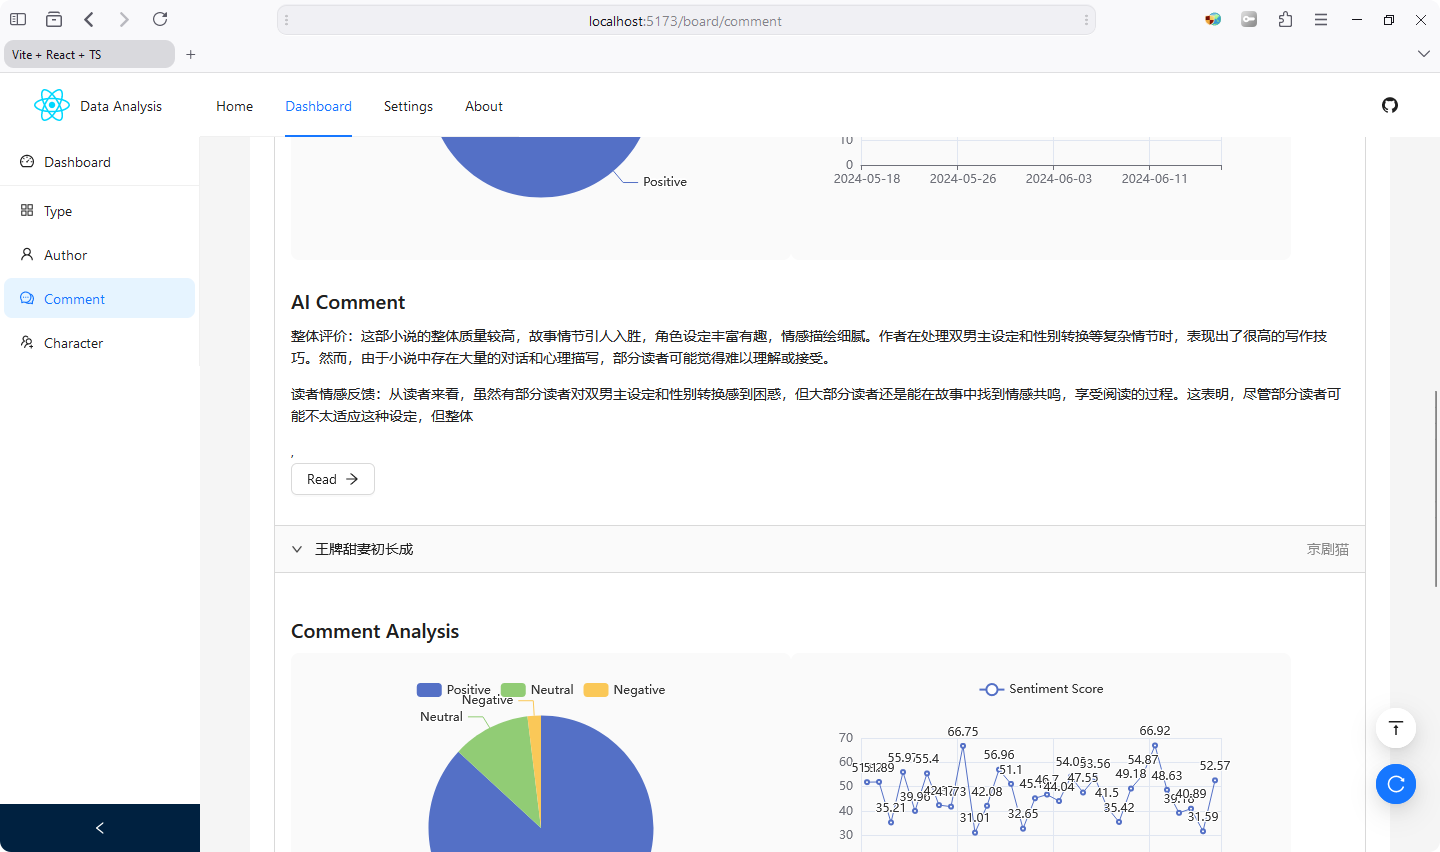 localhost:5173/board/comment
Vite + React + TS
Data Analysis
Home
Dashboard
Settings
About
Dashboard
Type
Author
Comment
Character
Positive
10
0
2024-05-18
2024-05-26
2024-06-03
2024-06-11
AI Comment
整体评价：这部小说的整体质量较高，故事情节引人入胜，角色设定丰富有趣，情感描绘细腻。作者在处理双男主设定和性别转换等复杂情节时，表现出了很高的写作技
巧。然而，由于小说中存在大量的对话和心理描写，部分读者可能觉得难以理解或接受。
读者情感反馈：从读者来看，虽然有部分读者对双男主设定和性别转换感到困惑，但大部分读者还是能在故事中找到情感共鸣，享受阅读的过程。这表明，尽管部分读者可
能不太适应这种设定，但整体
,
Read
王牌甜妻初长成
京剧猫
Comment Analysis
Positive
Neutral
Negative
Negative
Neutral
Sentiment Score
70
60
50
40
30
66.75
66.92
55.4
56.96
51.1
54.87
52.57
47.55
49.18
48.63
46.7
44.04
53.56
42.08
41.5
40.89
35.21
39.96
31.01
32.65
35.42
31.59